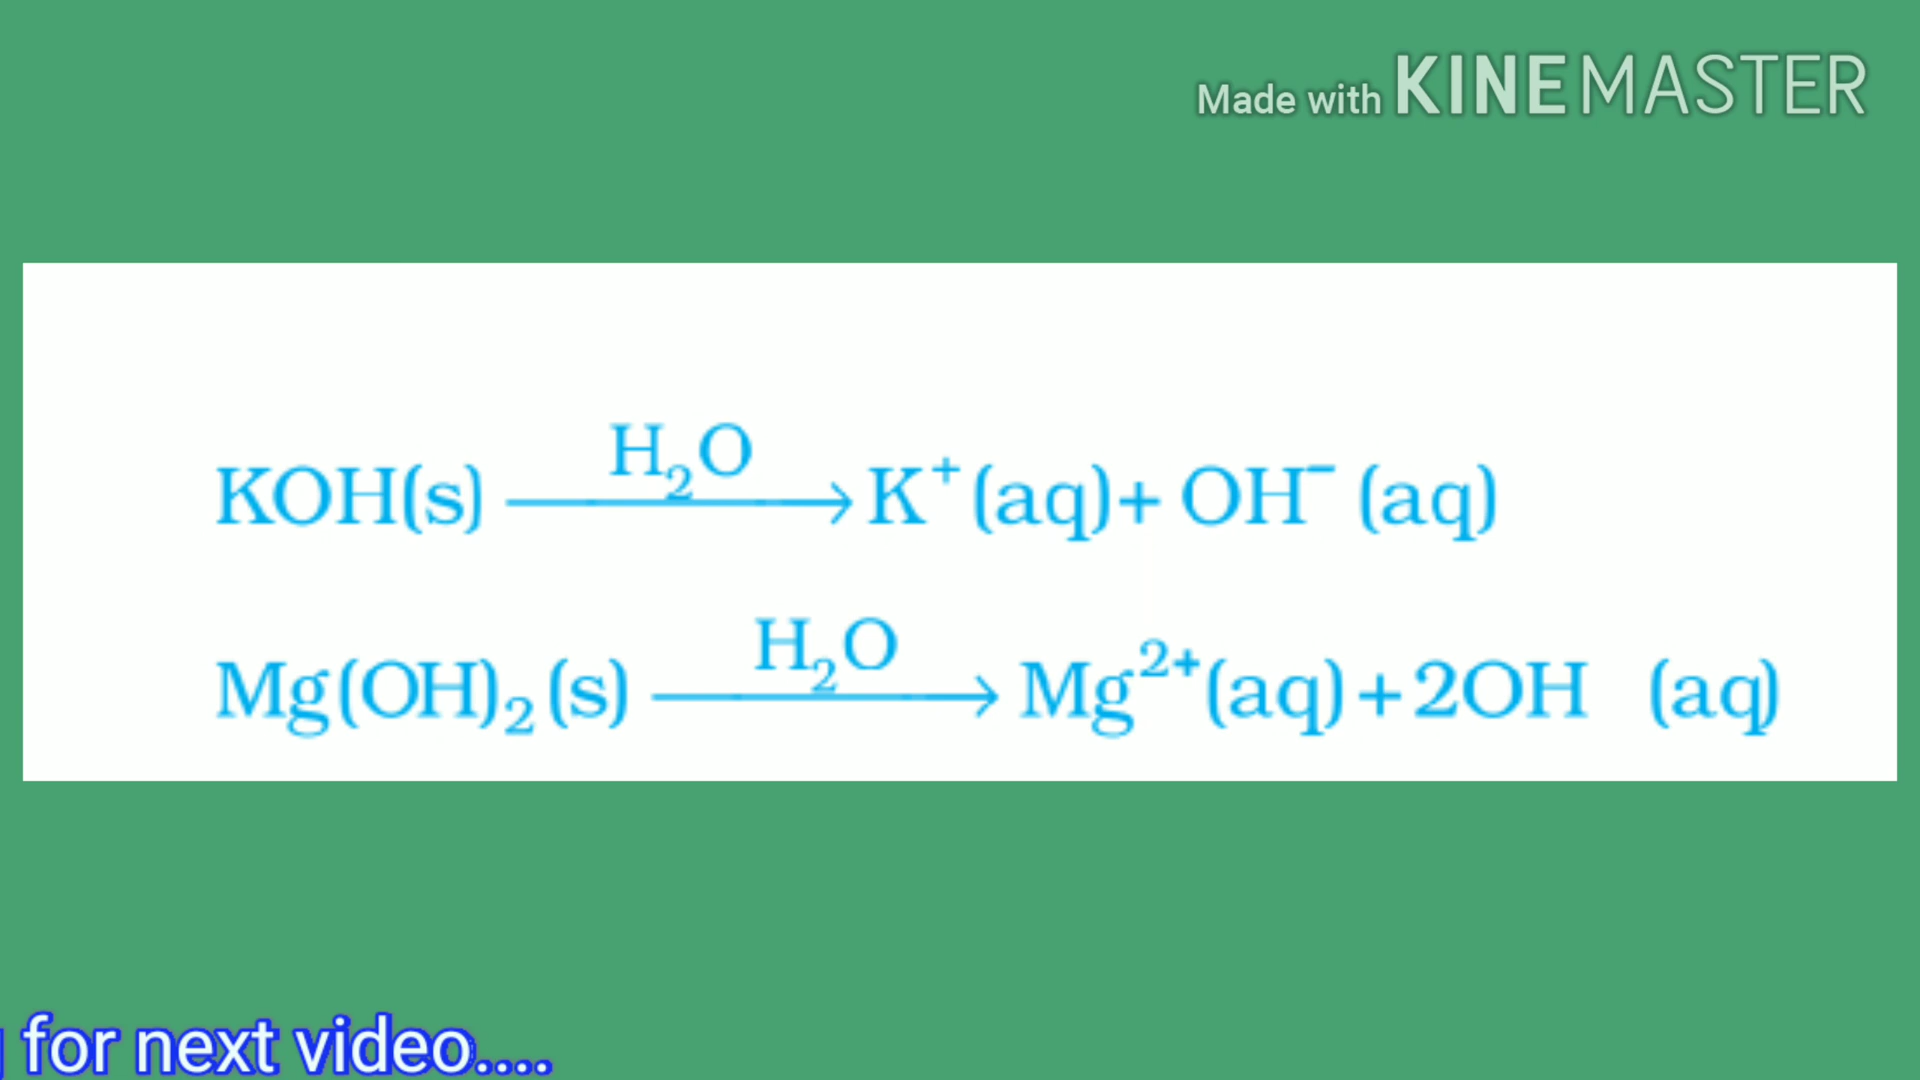 Made with KINEMASTER
KOH(s) —H₂O→ K⁺(aq)+ OH⁻ (aq)
Mg(OH)₂(s) —H₂O→ Mg²⁺(aq)+2OH (aq)
for next video....